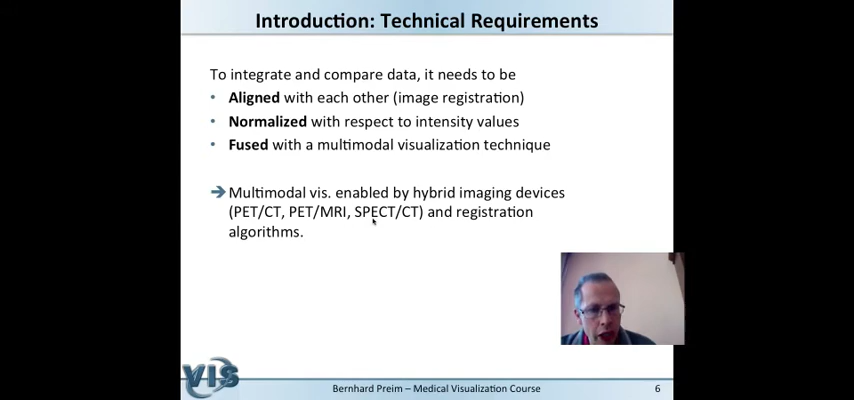 Introduction: Technical Requirements
To integrate and compare data, it needs to be
• Aligned with each other (image registration)
• Normalized with respect to intensity values
• Fused with a multimodal visualization technique
➔ Multimodal vis. enabled by hybrid imaging devices
(PET/CT, PET/MRI, SPECT/CT) and registration
algorithms.
VIS
Bernhard Preim – Medical Visualization Course
6